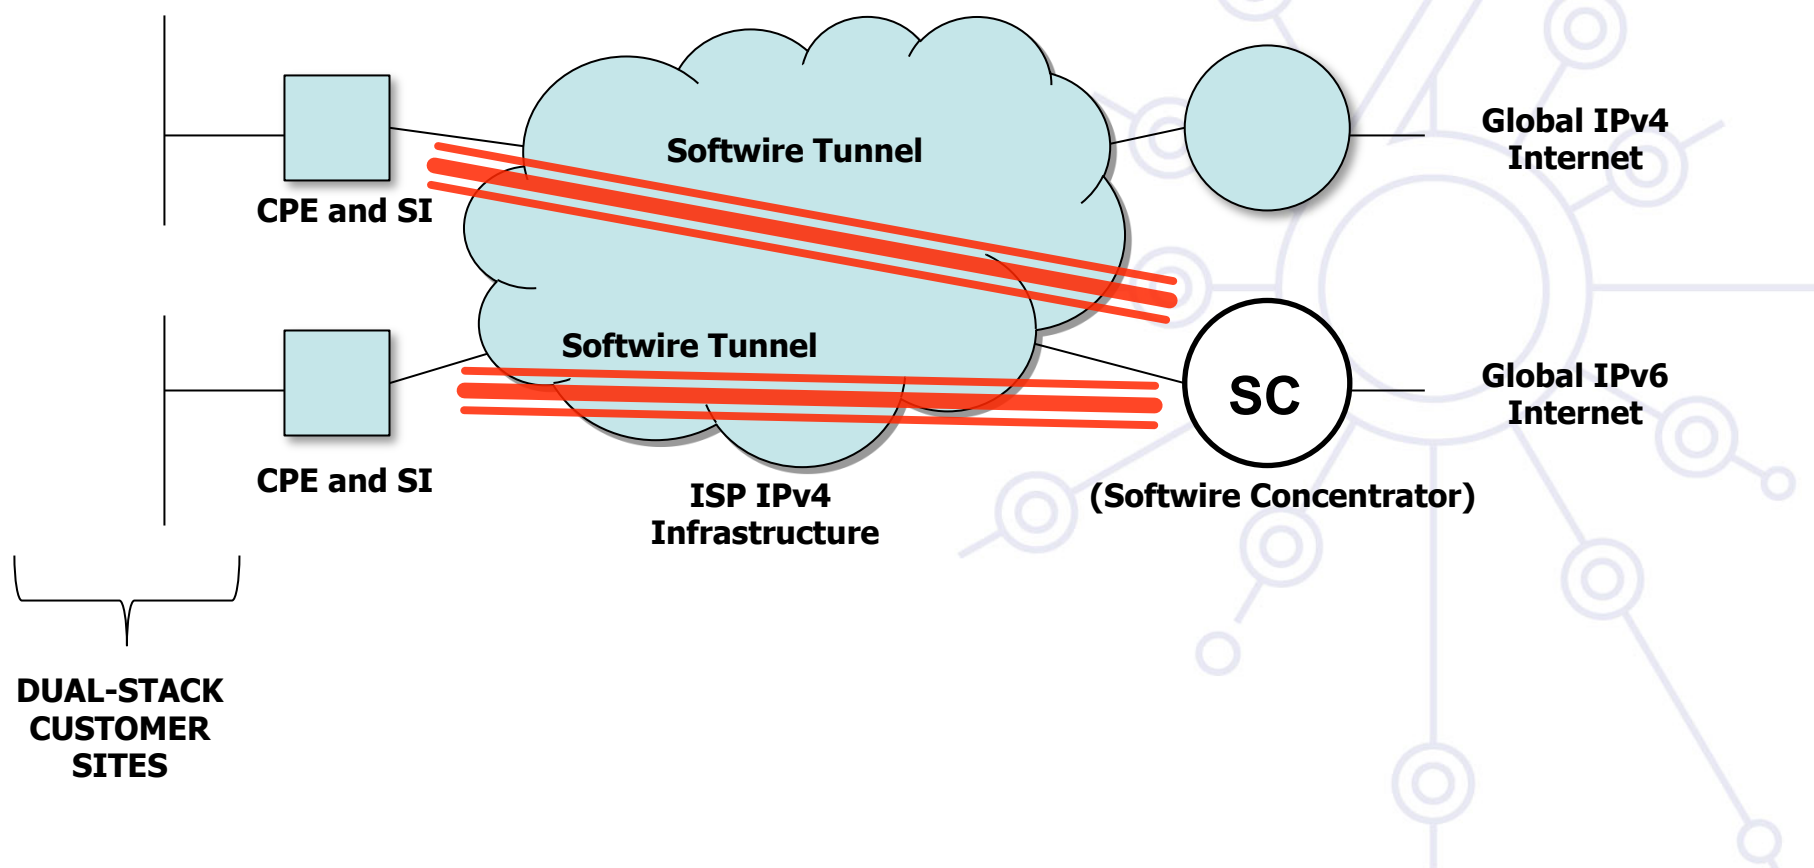 Softwire Tunnel
Global IPv4
Internet
CPE and SI
Softwire Tunnel
SC
Global IPv6
Internet
CPE and SI
ISP IPv4
Infrastructure
(Softwire Concentrator)
DUAL-STACK
CUSTOMER
SITES